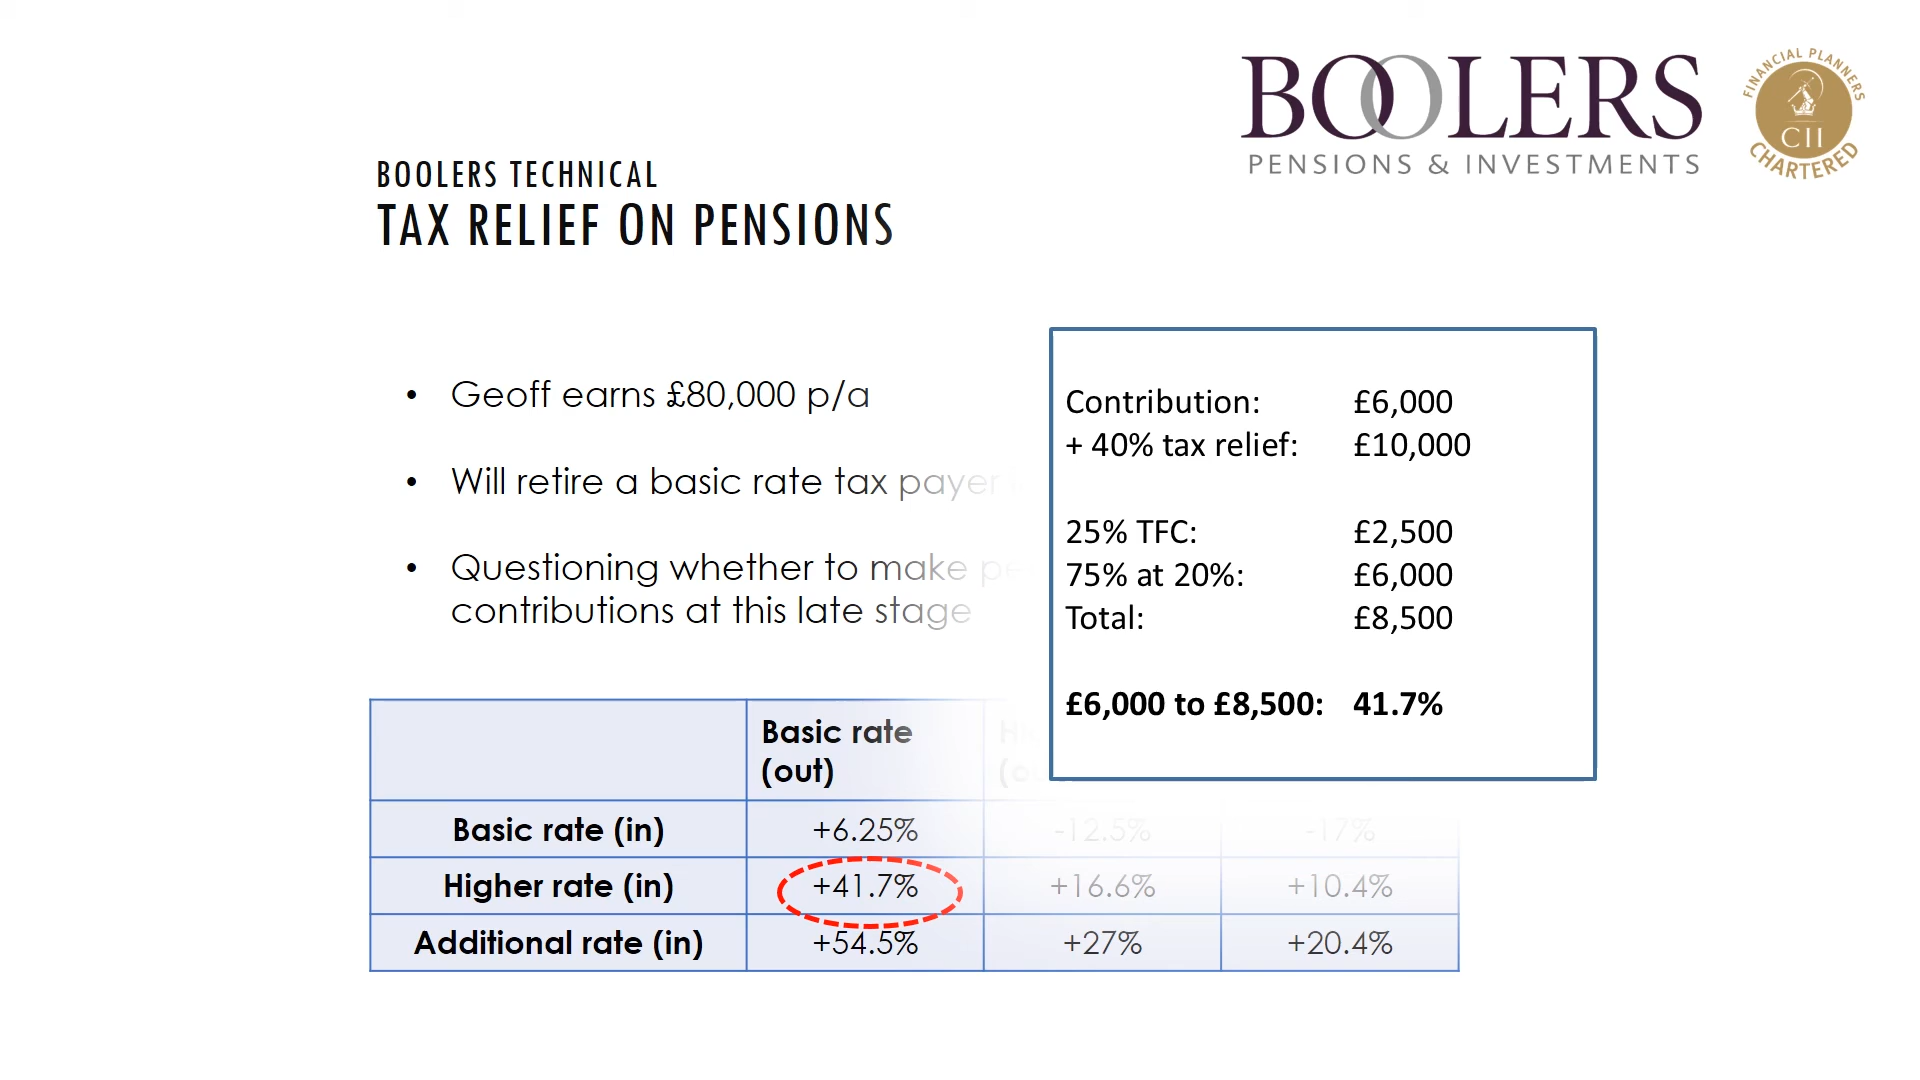 BOOLERS
PENSIONS & INVESTMENTS
FINANCIAL PLANNERS
CII
CHARTERED
BOOLERS TECHNICAL
TAX RELIEF ON PENSIONS
• Geoff earns £80,000 p/a
• Will retire a basic rate tax payer
• Questioning whether to make
contributions at this late stage
Contribution: £6,000
+ 40% tax relief: £10,000
25% TFC: £2,500
75% at 20%: £6,000
Total: £8,500
£6,000 to £8,500: 41.7%
Basic rate
(out)
Basic rate (in) +6.25% -12.5% -17%
Higher rate (in) +41.7% +16.6% +10.4%
Additional rate (in) +54.5% +27% +20.4%